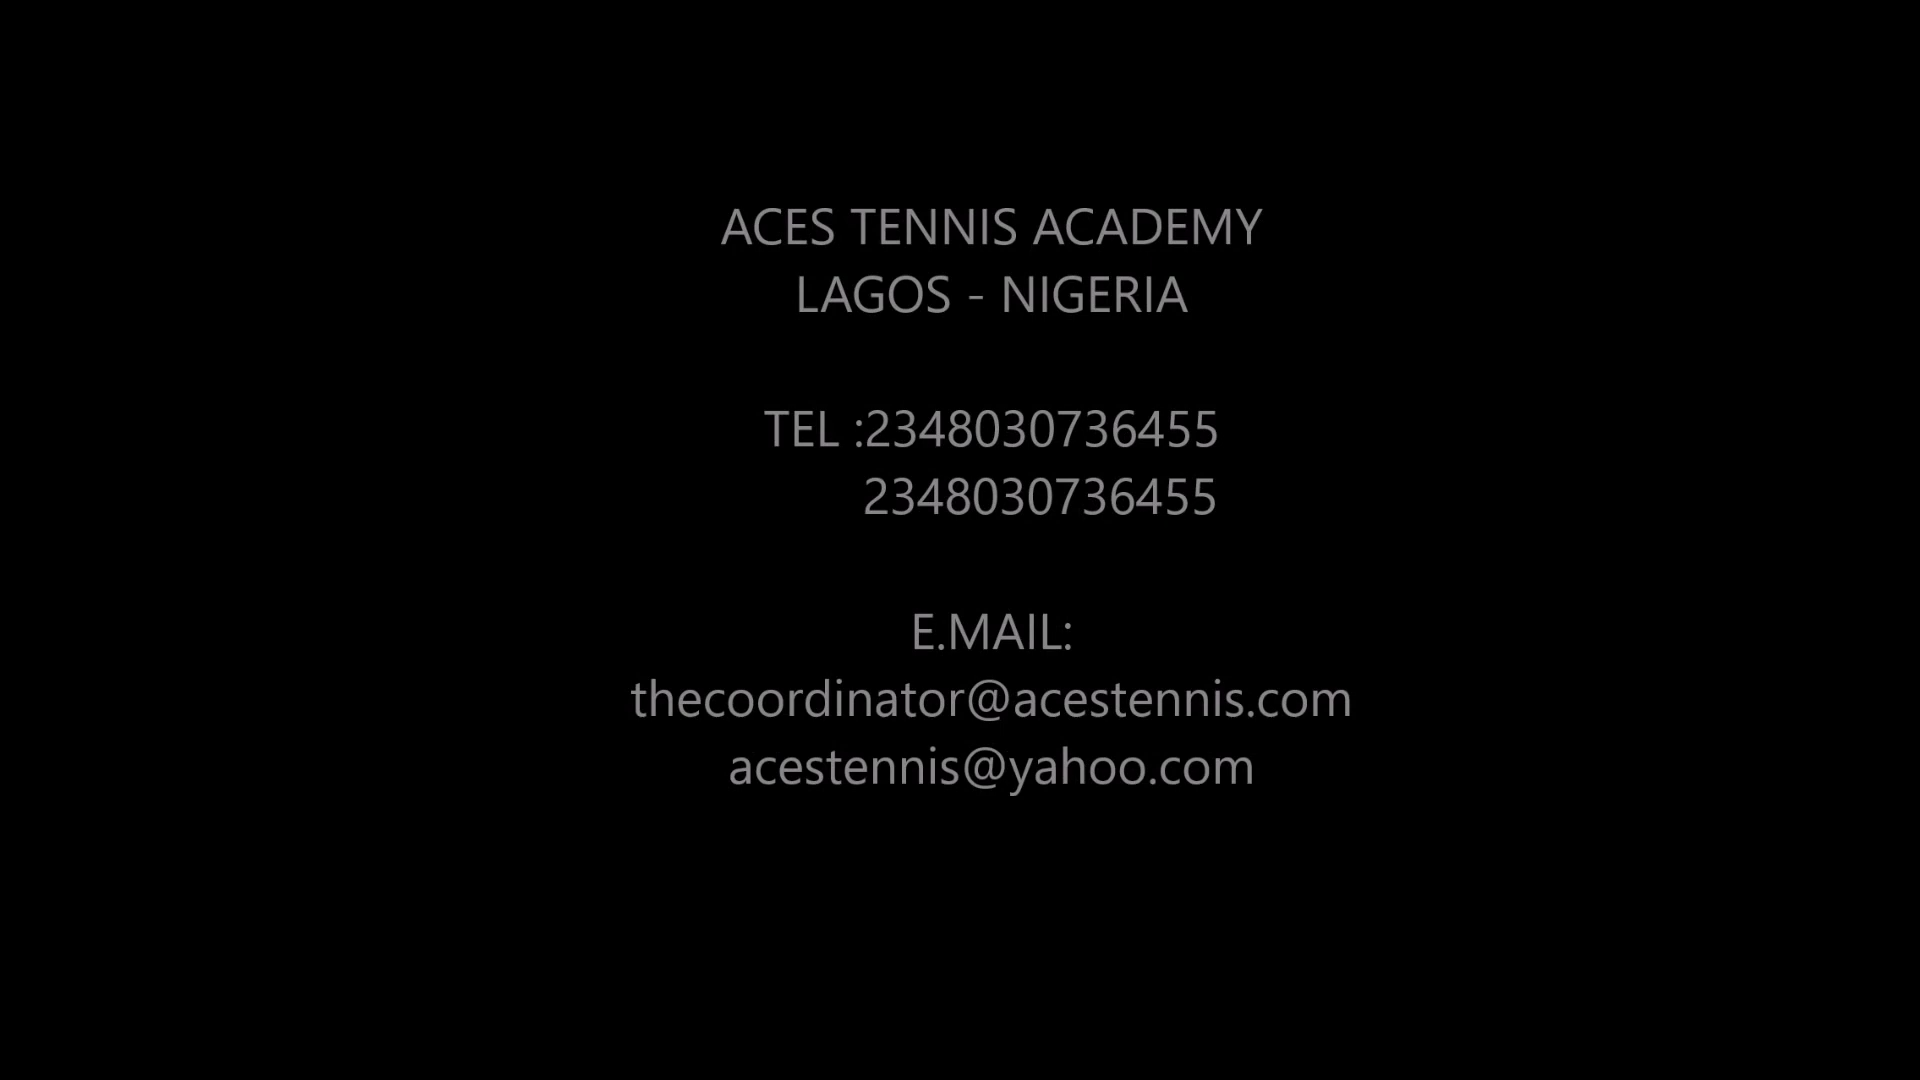 ACES TENNIS ACADEMY
LAGOS - NIGERIA
TEL :2348030736455
2348030736455
E.MAIL:
thecoordinator@acestennis.com
acestennis@yahoo.com